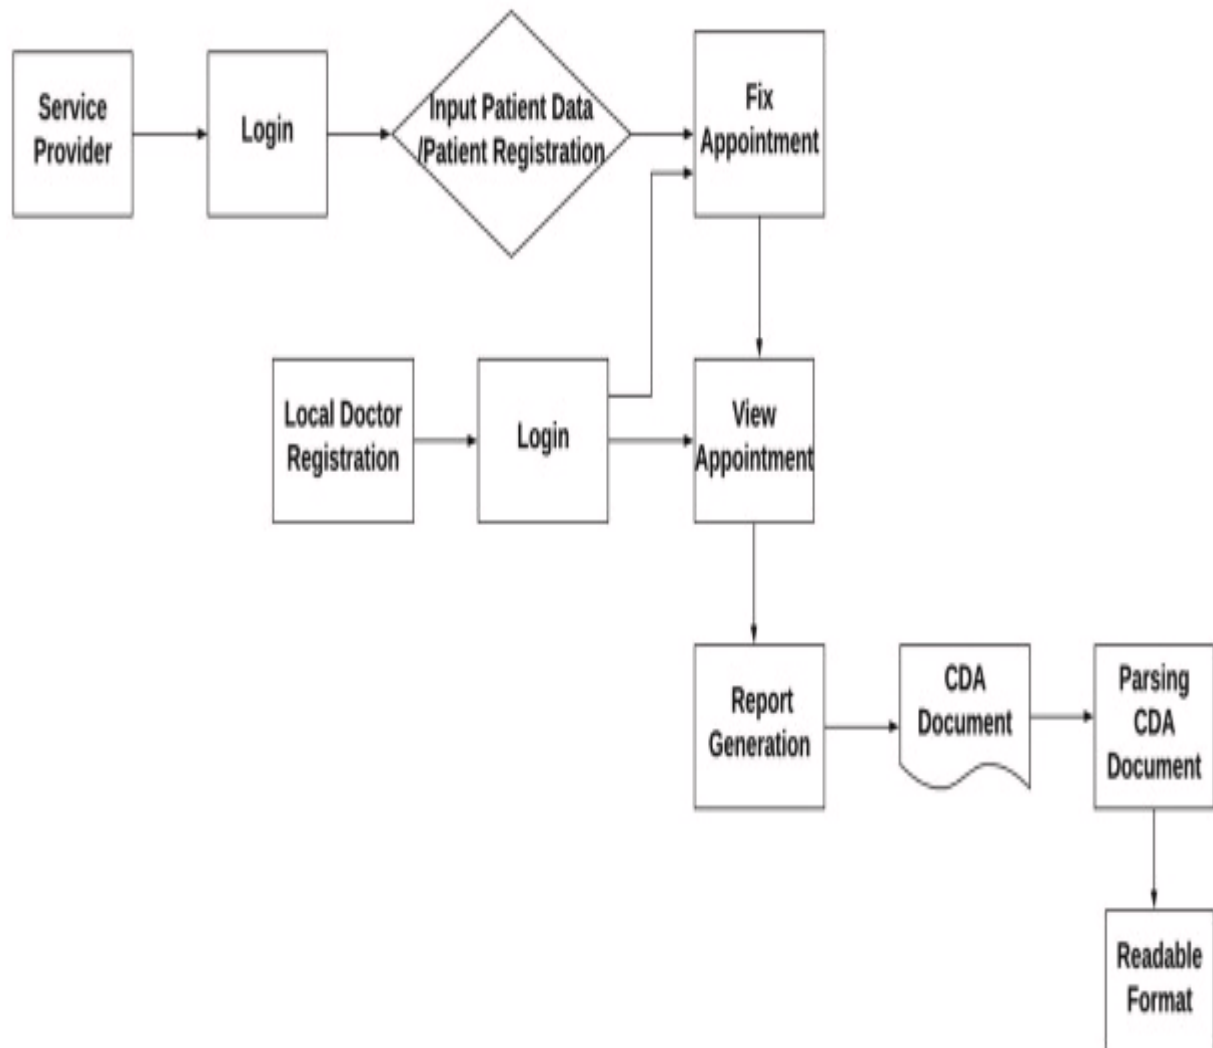 Service
Provider
Login
Input Patient Data
/Patient Registration
Fix
Appointment
Local Doctor
Registration
Login
View
Appointment
Report
Generation
CDA
Document
Parsing
CDA
Document
Readable
Format